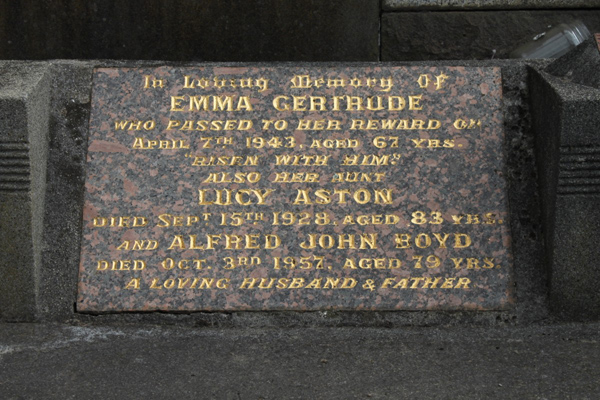 In Loving Memory Of
EMMA GERTRUDE
WHO PASSED TO HER REWARD ON
APRIL 7TH 1943, AGED 67 YRS.
"RISEN WITH HIM"
ALSO HER AUNT
LUCY ASTON
DIED SEPT 15TH 1928, AGED 83 YRS.
AND ALFRED JOHN BOYD
DIED OCT. 3RD 1957, AGED 79 YRS
A LOVING HUSBAND & FATHER.